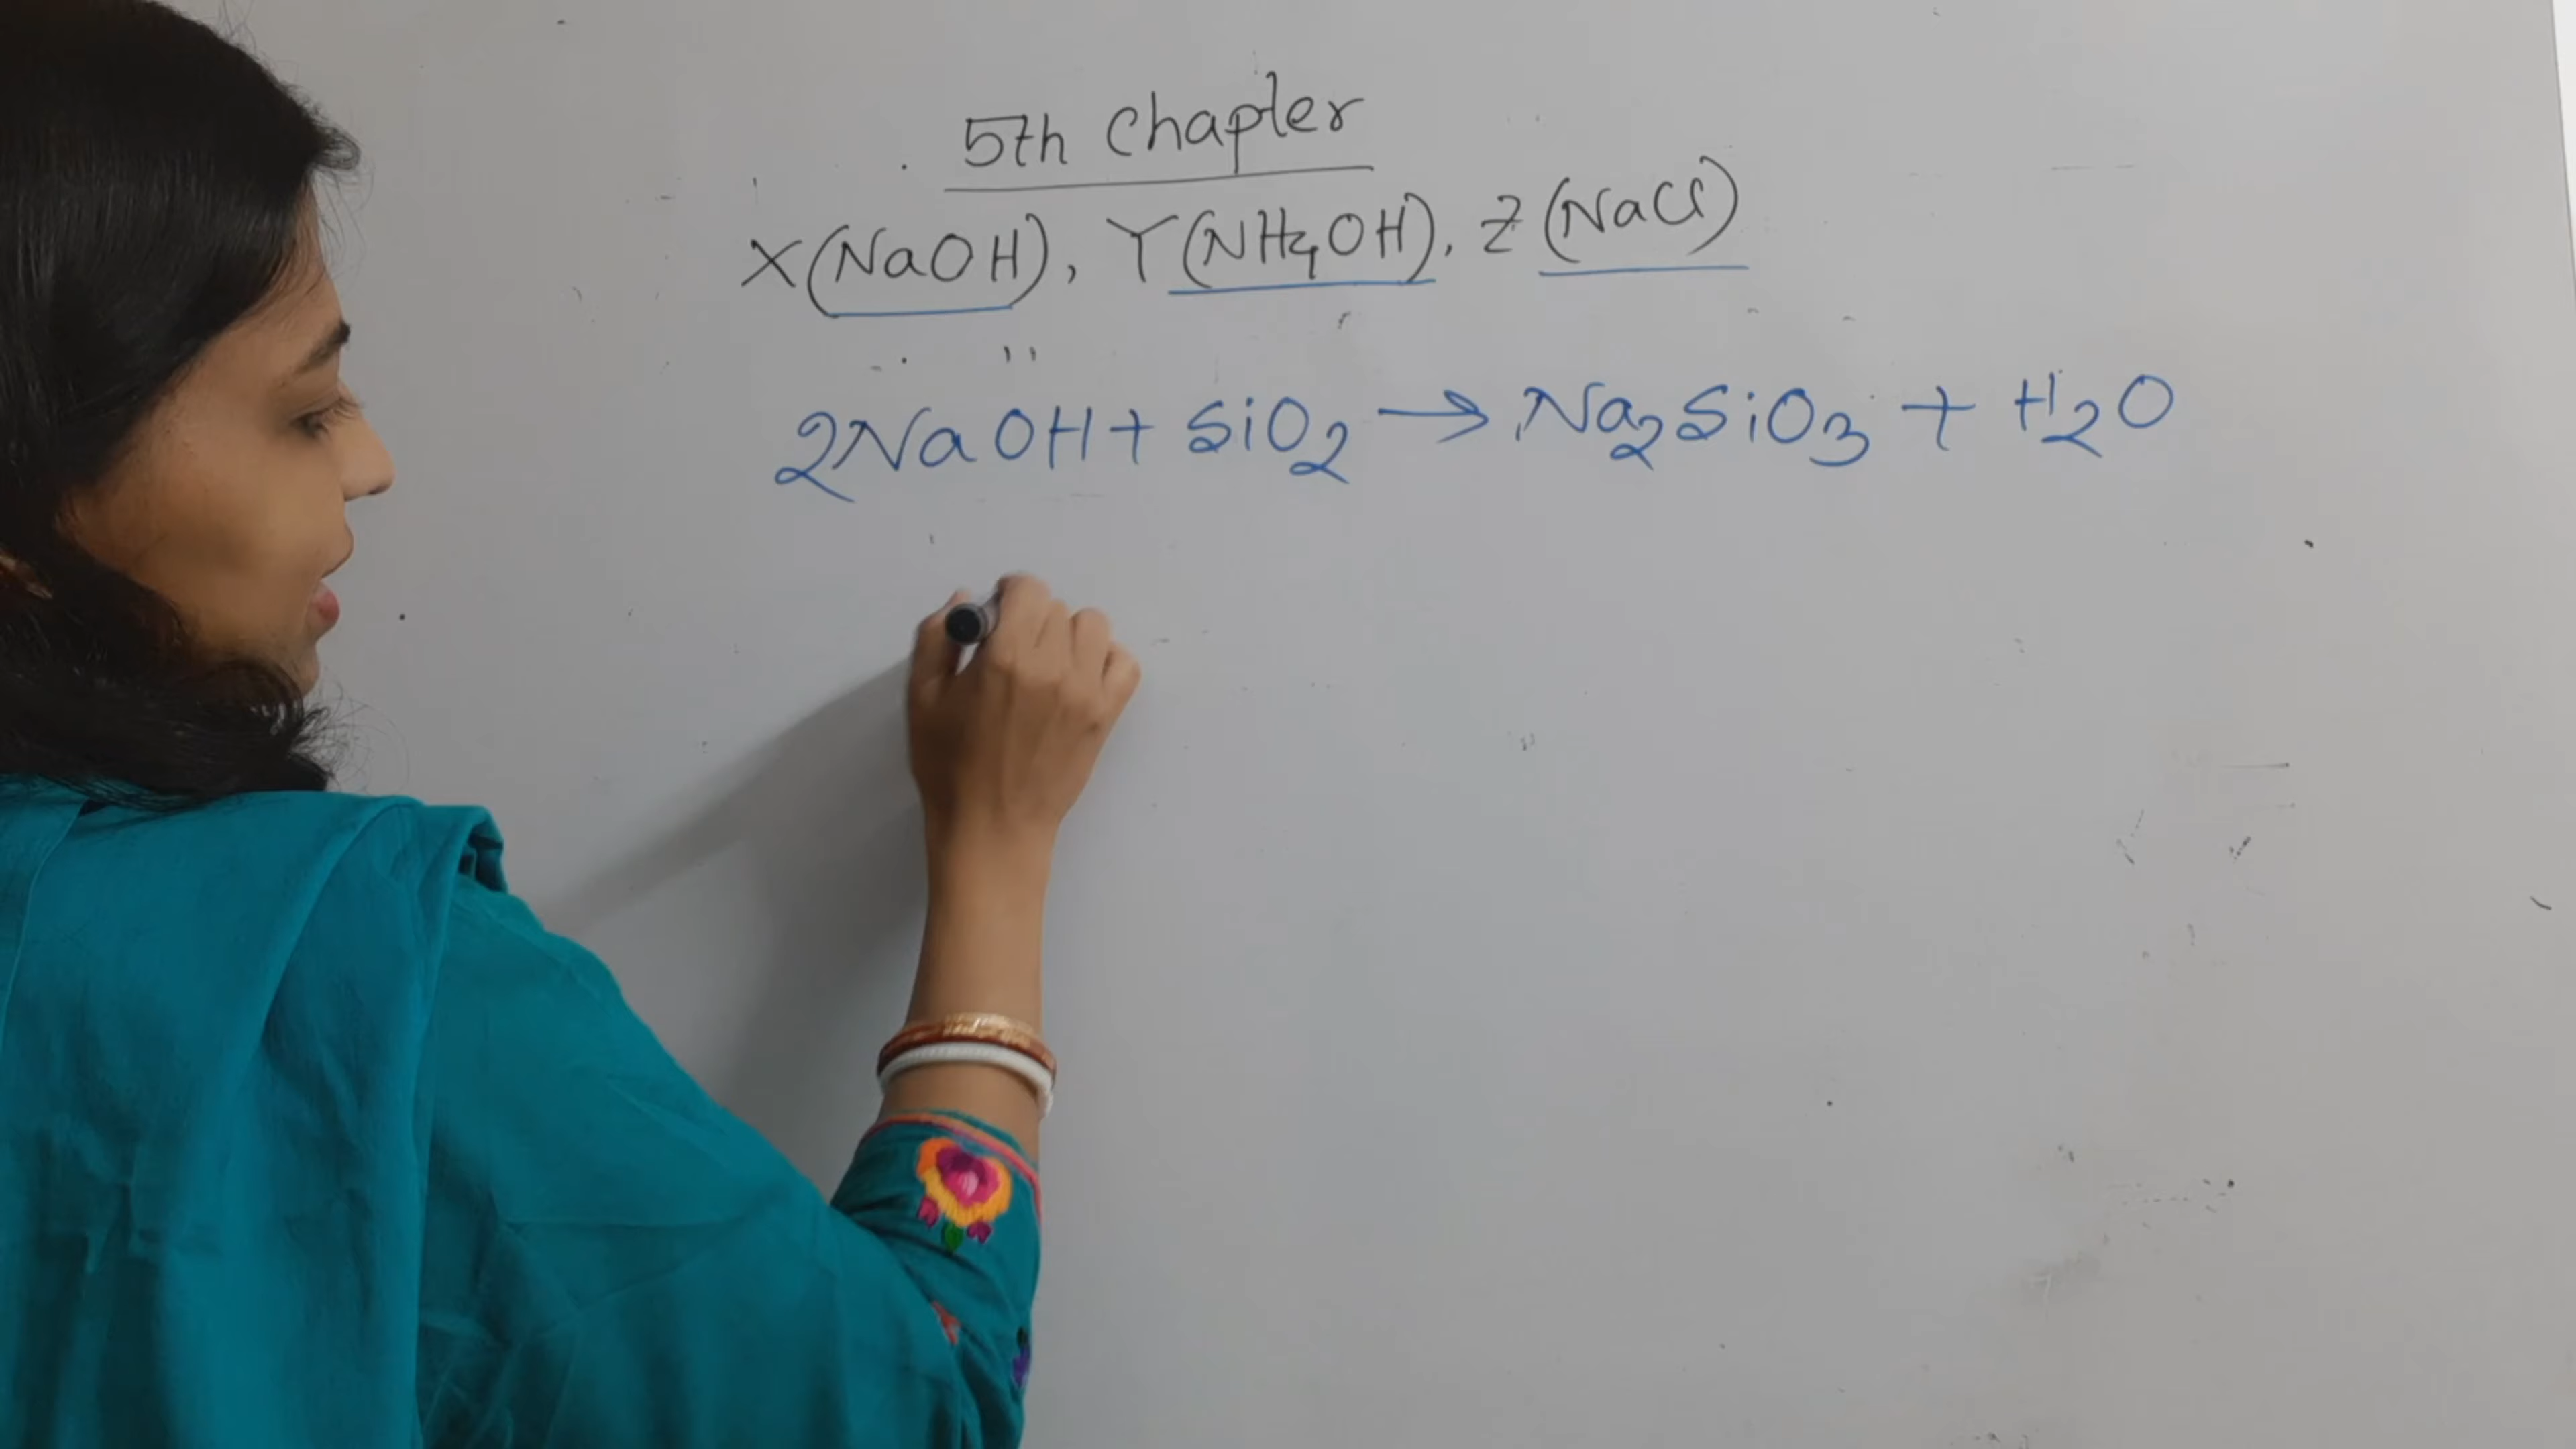 5th Chapter
X(NaOH), Y(NH₄OH), Z(NaCl)
2NaOH + SiO₂ → Na₂SiO₃ + H₂O